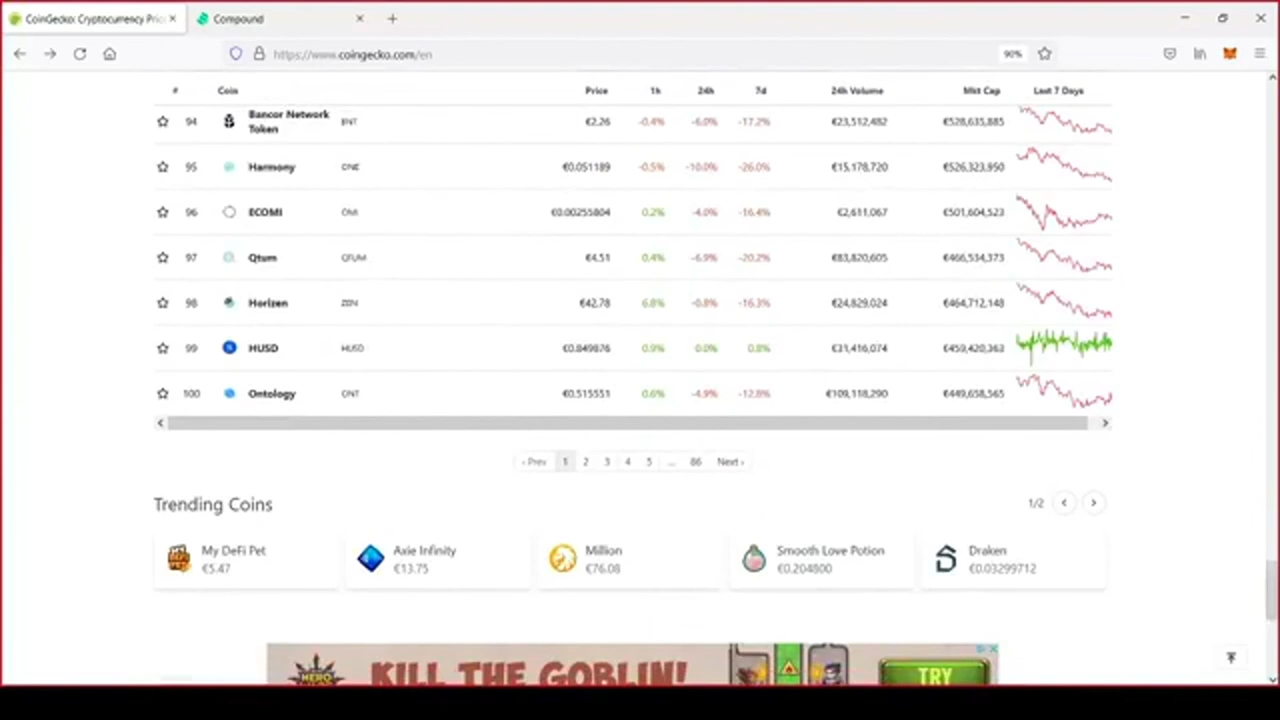 CoinGecko: Cryptocurrency Pric
Compound
https://www.coingecko.com/en
90%
# Coin Price 1h 24h 7d 24h Volume Mkt Cap Last 7 Days
94 Bancor Network Token BNT €2.26 -0.4% -6.0% -17.2% €23,512,482 €528,635,885
95 Harmony ONE €0.051189 -0.5% -10.0% -26.0% €15,178,720 €526,323,950
96 ECOMI OMI €0.00255804 0.2% -4.0% -16.4% €2,611,067 €501,604,523
97 Qtum QTUM €4.51 0.4% -6.9% -20.2% €83,820,605 €466,534,373
98 Horizen ZEN €42.78 6.8% -0.8% -16.3% €24,829,024 €464,712,148
99 HUSD HUSD €0.849876 0.9% 0.0% 0.8% €31,416,074 €459,420,363
100 Ontology ONT €0.515551 0.6% -4.9% -12.8% €109,118,290 €449,658,565
‹ Prev 1 2 3 4 5 ... 86 Next ›
Trending Coins 1/2
My DeFi Pet Axie Infinity Million Smooth Love Potion Draken
€5.47 €13.75 €76.08 €0.204800 €0.03299712
HERO KILL THE GOBLIN! TRY